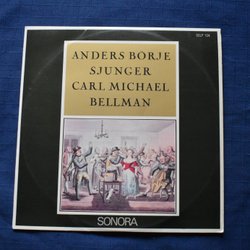 ANDERS BÖRJE
SJUNGER
CARL MICHAEL
BELLMAN
SONORA